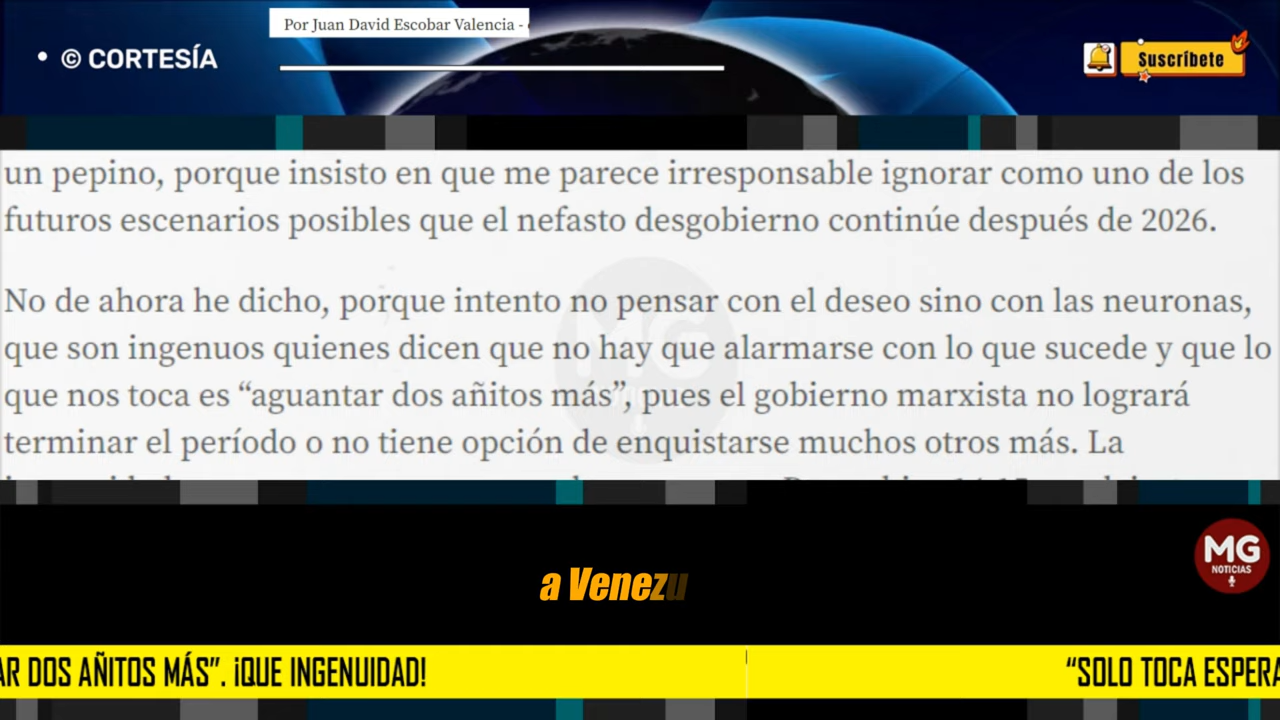 Por Juan David Escobar Valencia -
• © CORTESÍA
Suscríbete
un pepino, porque insisto en que me parece irresponsable ignorar como uno de los
futuros escenarios posibles que el nefasto desgobierno continúe después de 2026.
No de ahora he dicho, porque intento no pensar con el deseo sino con las neuronas,
que son ingenuos quienes dicen que no hay que alarmarse con lo que sucede y que lo
que nos toca es “aguantar dos añitos más”, pues el gobierno marxista no logrará
terminar el período o no tiene opción de enquistarse muchos otros más. La
MG
NOTICIAS
a Venezu
AR DOS AÑITOS MÁS”. ¡QUE INGENUIDAD!
“SOLO TOCA ESPERA